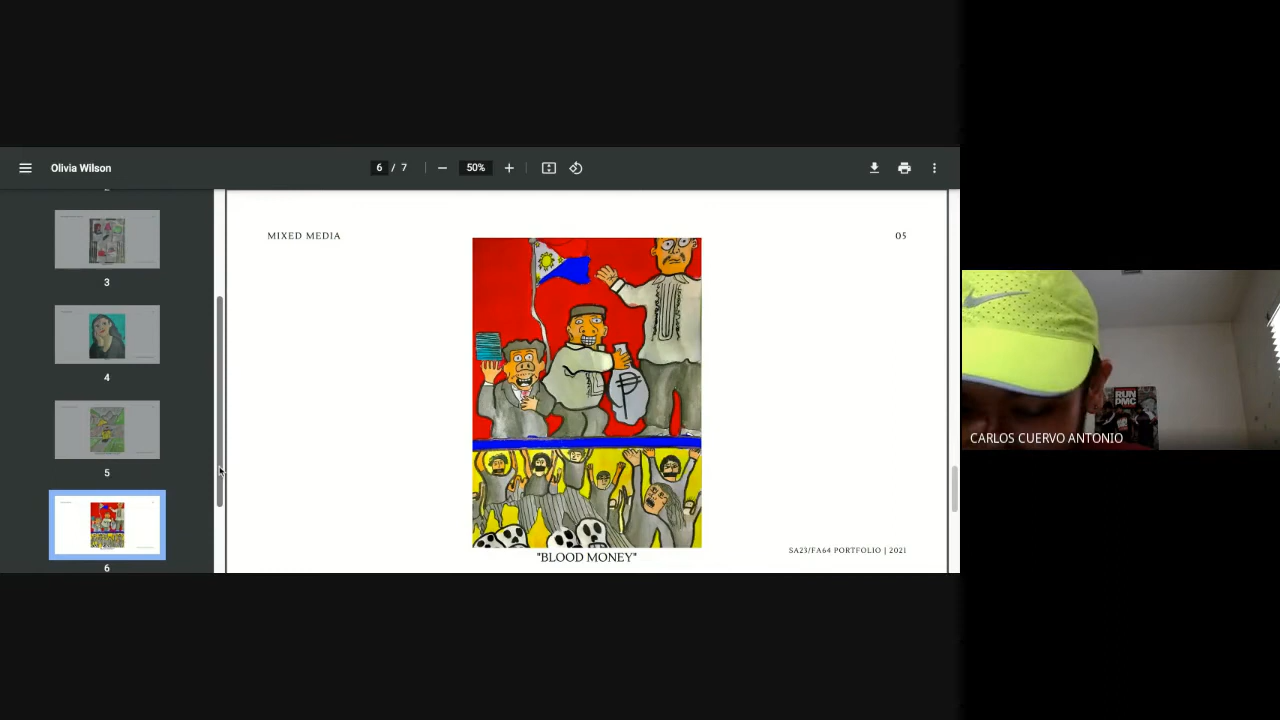 Olivia Wilson
6 / 7
50%
MIXED MEDIA
05
3
4
5
6
₱
"BLOOD MONEY"
SA23/FA64 PORTFOLIO | 2021
RUN
DMC
CARLOS CUERVO ANTONIO